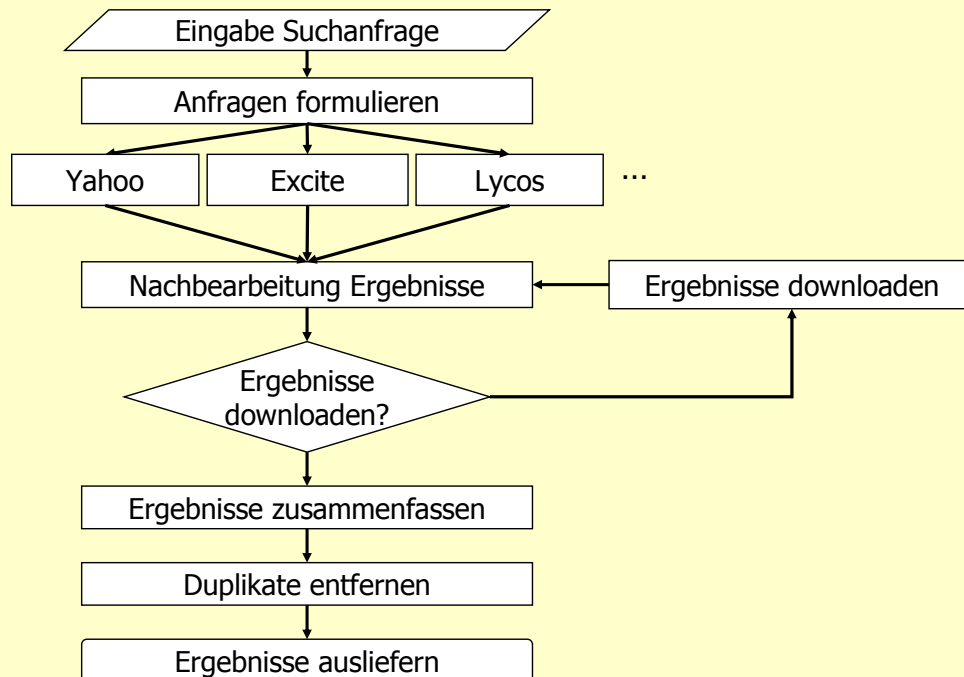 Eingabe Suchanfrage
Anfragen formulieren
Yahoo
Excite
Lycos
...
Nachbearbeitung Ergebnisse
Ergebnisse downloaden
Ergebnisse
downloaden?
Ergebnisse zusammenfassen
Duplikate entfernen
Ergebnisse ausliefern